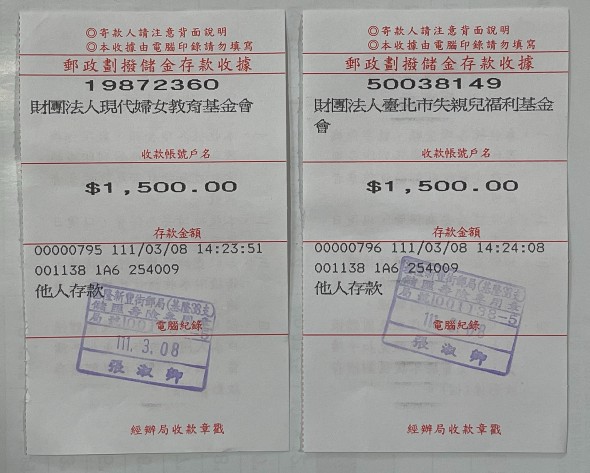 ◎寄款人請注意背面說明
◎本收據由電腦印錄請勿填寫
郵政劃撥儲金存款收據
19872360
財團法人現代婦女教育基金會
收款帳號戶名
$1,500.00
存款金額
00000795 111/03/08 14:23:51
001138 1A6 254009
他人存款
電腦紀錄
111.3.08
張淑卿
經辦局收款章戳
◎寄款人請注意背面說明
◎本收據由電腦印錄請勿填寫
郵政劃撥儲金存款收據
50038149
財團法人臺北市失親兒福利基金
會
收款帳號戶名
$1,500.00
存款金額
00000796 111/03/08 14:24:08
001138 1A6 254009
他人存款
電腦紀錄
張淑卿
經辦局收款章戳